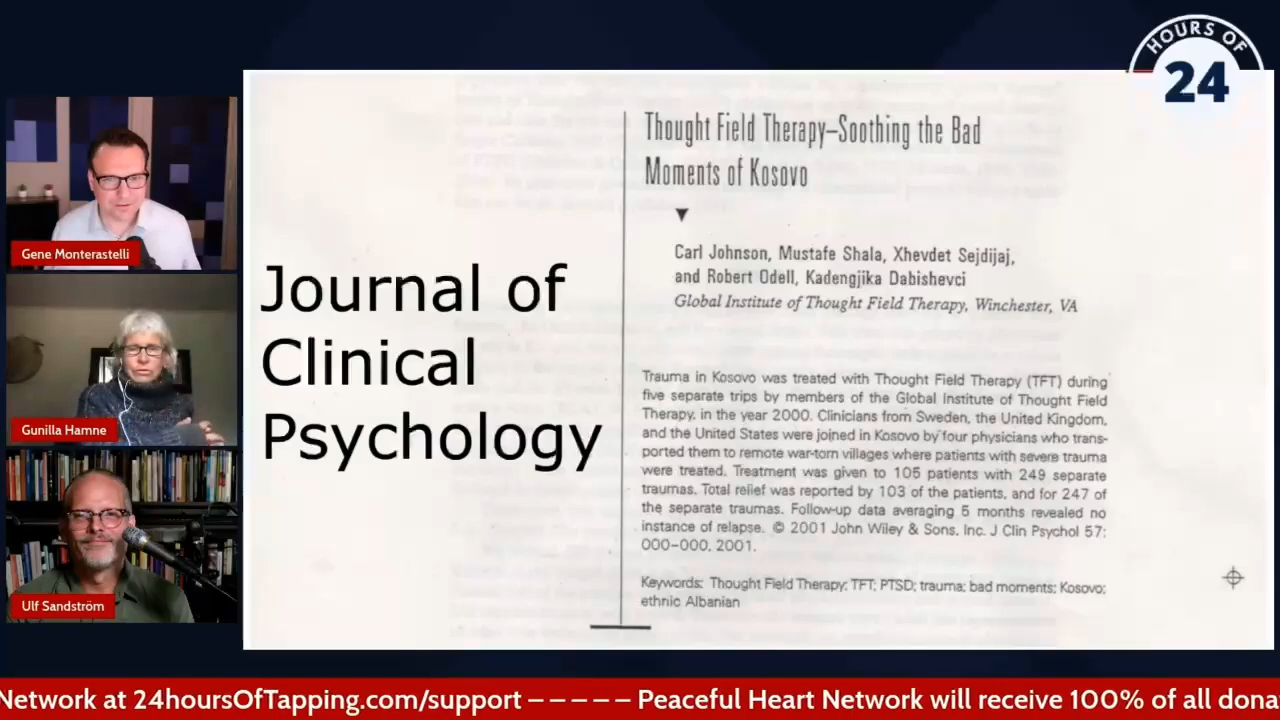 HOURS OF
24
Gene Monterastelli
Gunilla Hamne
Ulf Sandström
Journal of
Clinical
Psychology
Thought Field Therapy–Soothing the Bad
Moments of Kosovo
Carl Johnson, Mustafe Shala, Xhevdet Sejdijaj,
and Robert Odell, Kadengjika Dabishevci
Global Institute of Thought Field Therapy, Winchester, VA
Trauma in Kosovo was treated with Thought Field Therapy (TFT) during
five separate trips by members of the Global Institute of Thought Field
Therapy, in the year 2000. Clinicians from Sweden, the United Kingdom,
and the United States were joined in Kosovo by four physicians who trans-
ported them to remote war-torn villages where patients with severe trauma
were treated. Treatment was given to 105 patients with 249 separate
traumas. Total relief was reported by 103 of the patients, and for 247 of
the separate traumas. Follow-up data averaging 5 months revealed no
instance of relapse. © 2001 John Wiley & Sons, Inc. J Clin Psychol 57:
000–000, 2001.
Keywords: Thought Field Therapy; TFT; PTSD; trauma; bad moments; Kosovo;
ethnic Albanian
Network at 24hoursOfTapping.com/support – – – – – Peaceful Heart Network will receive 100% of all dona